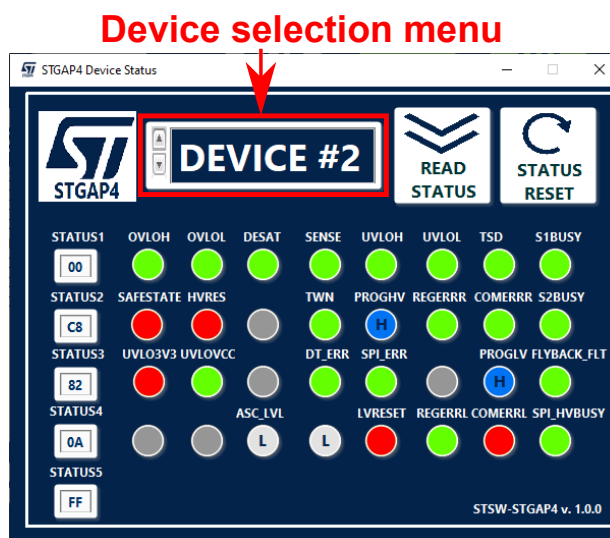 Device selection menu
STGAP4 Device Status
STGAP4
DEVICE #2
READ
STATUS
STATUS
RESET
STATUS1 OVLOH OVLOL DESAT SENSE UVLOH UVLOL TSD S1BUSY
00
STATUS2 SAFESTATE HVRES TWN PROGHV REGERRR COMERRR S2BUSY
C8 H
STATUS3 UVLO3V3 UVLOVCC DT_ERR SPI_ERR PROGLV FLYBACK_FLT
82 H
STATUS4 ASC_LVL LVRESET REGERRL COMERRL SPI_HVBUSY
0A L L
STATUS5
FF
STSW-STGAP4 v. 1.0.0